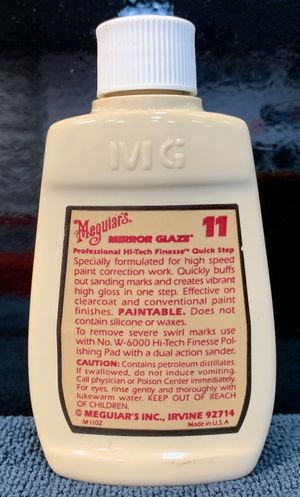 MG
Meguiar's
MIRROR GLAZE® 11
Professional Hi-Tech Finesse™ Quick Step
Specially formulated for high speed
paint correction work. Quickly buffs
out sanding marks and creates vibrant
high gloss in one step. Effective on
clearcoat and conventional paint
finishes. PAINTABLE. Does not
contain silicone or waxes.
To remove severe swirl marks use
with No. W-6000 Hi-Tech Finesse Pol-
ishing Pad with a dual action sander.
CAUTION: Contains petroleum distillates.
If swallowed, do not induce vomiting.
Call physician or Poison Center immediately.
For eyes, rinse gently and thoroughly with
lukewarm water. KEEP OUT OF REACH
OF CHILDREN.
© MEGUIAR'S INC., IRVINE 92714
M1102 Made in U.S.A